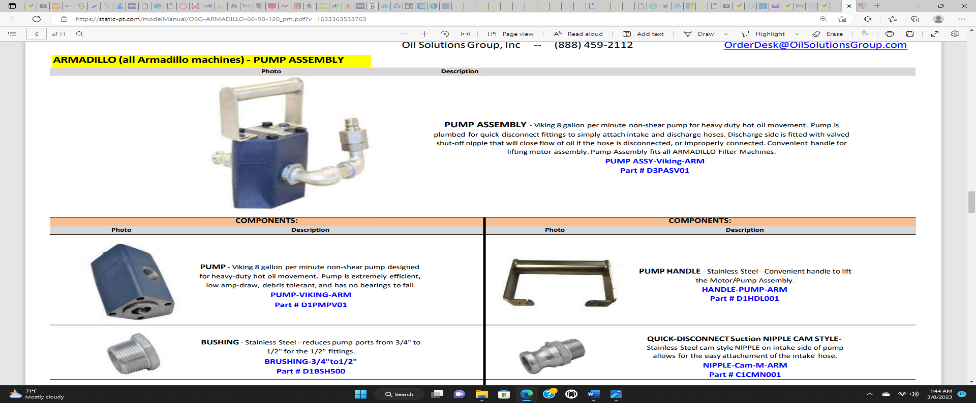 https://static-pt.com/modelManual/OSG-ARMADILLO-60-90-120_pm.pdf?v_1633363533763
6 of 11
Page view
Read aloud
Add text
Draw
Highlight
Erase
Oil Solutions Group, Inc -- (888) 459-2112 OrderDesk@OilSolutionsGroup.com
ARMADILLO (all Armadillo machines) - PUMP ASSEMBLY
Photo Description
PUMP ASSEMBLY - Viking 8 gallon per minute non-shear pump for heavy duty hot oil movement. Pump is
plumbed for quick disconnect fittings to simply attach intake and discharge hoses. Discharge side is fitted with valved
shut-off nipple that will close flow of oil if the hose is disconnected, or improperly connected. Convenient handle for
lifting motor assembly. Pump Assembly fits all ARMADILLO Filter Machines.
PUMP ASSY-Viking-ARM
Part # D3PASV01
COMPONENTS:
Photo Description
PUMP - Viking 8 gallon per minute non-shear pump designed
for heavy-duty hot oil movement. Pump is extremely efficient,
low amp-draw, debris tolerant, and has no bearings to fail.
PUMP-VIKING-ARM
Part # D1PMPV01
BUSHING - Stainless Steel - reduces pump ports from 3/4" to
1/2" for the 1/2" fittings.
BRUSHING-3/4"to1/2"
Part # D1BSHS00
COMPONENTS:
Photo Description
PUMP HANDLE - Stainless Steel - Convenient handle to lift
the Motor/Pump Assembly.
HANDLE-PUMP-ARM
Part # D1HDL001
QUICK-DISCONNECT Suction NIPPLE CAM STYLE-
Stainless Steel cam-style NIPPLE on intake side of pump
allows for the easy attachement of the intake hose.
NIPPLE-Cam-M-ARM
Part # C1CMN001
77°F
Mostly cloudy
Search
1:44 AM
3/8/2023